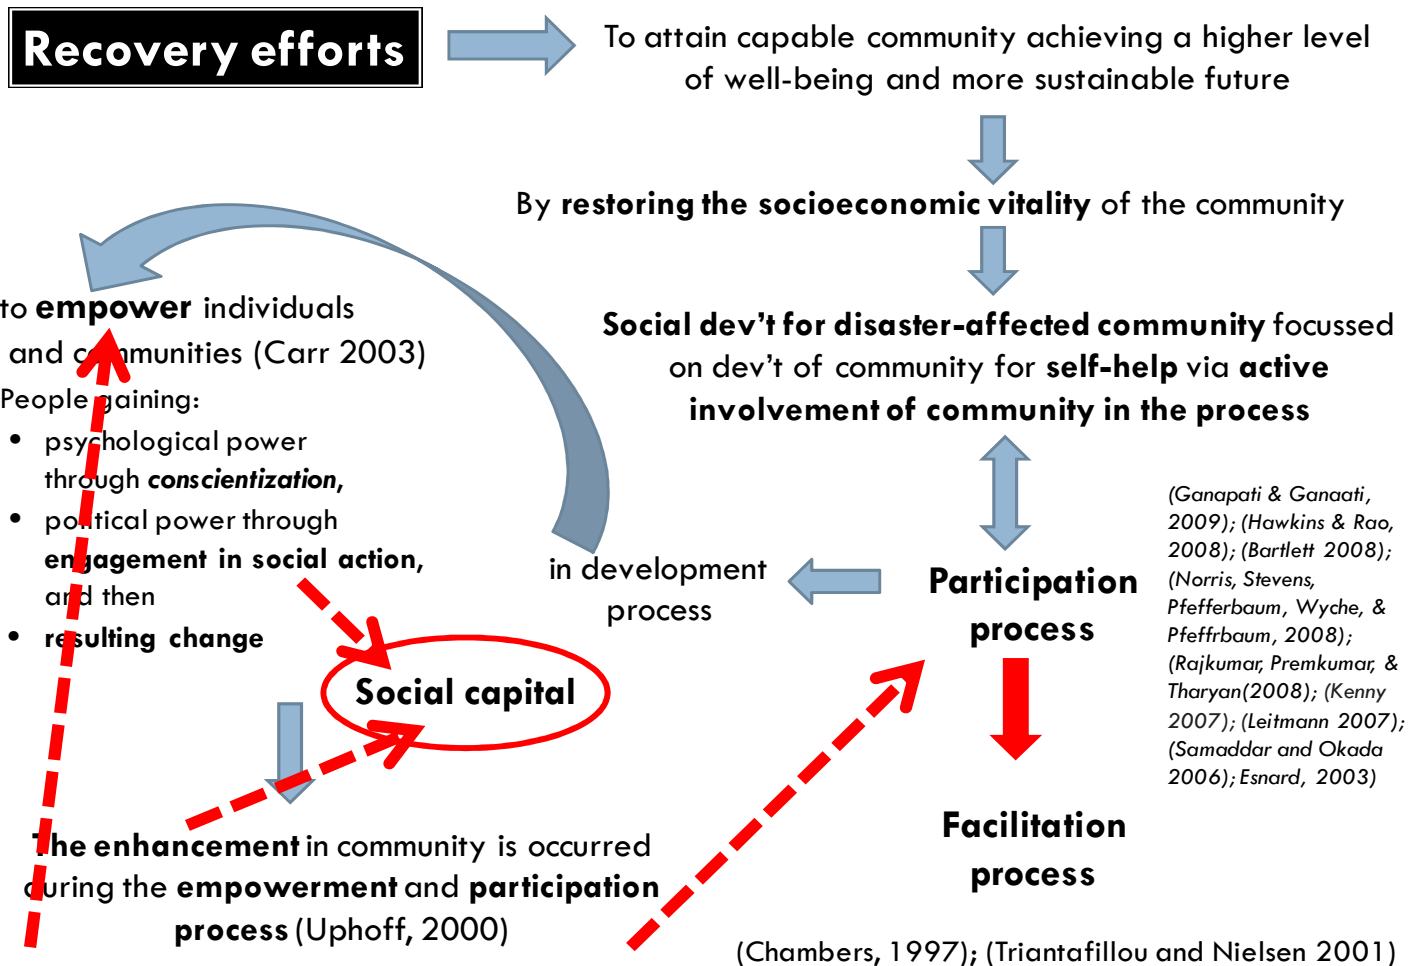 Recovery efforts
To attain capable community achieving a higher level
of well-being and more sustainable future
By restoring the socioeconomic vitality of the community
to empower individuals
and communities (Carr 2003)
People gaining:
• psychological power
through conscientization,
• political power through
engagement in social action,
and then
• resulting change
Social dev't for disaster-affected community focussed
on dev't of community for self-help via active
involvement of community in the process
(Ganapati & Ganaati,
2009); (Hawkins & Rao,
2008); (Bartlett 2008);
(Norris, Stevens,
Pfefferbaum, Wyche, &
Pfeffrbaum, 2008);
(Rajkumar, Premkumar, &
Tharyan(2008); (Kenny
2007); (Leitmann 2007);
(Samaddar and Okada
2006); Esnard, 2003)
in development
process
Participation
process
Social capital
Facilitation
process
The enhancement in community is occurred
during the empowerment and participation
process (Uphoff, 2000)
(Chambers, 1997); (Triantafillou and Nielsen 2001)